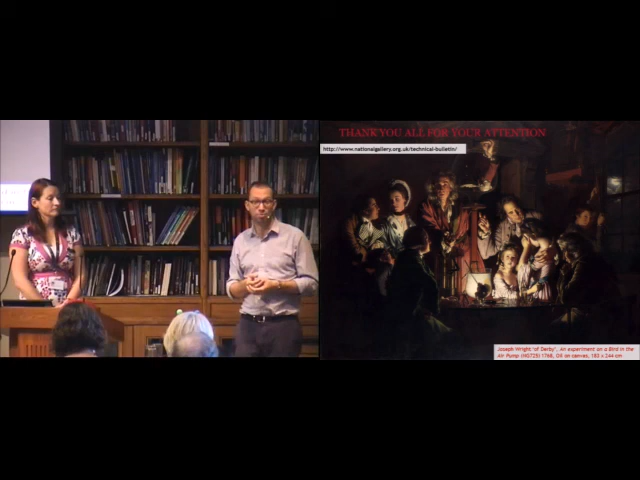 THANK YOU ALL FOR YOUR ATTENTION
http://www.nationalgallery.org.uk/technical-bulletin/
Joseph Wright 'of Derby', An experiment on a Bird in the
Air Pump (NG725) 1768, Oil on canvas, 183 x 244 cm